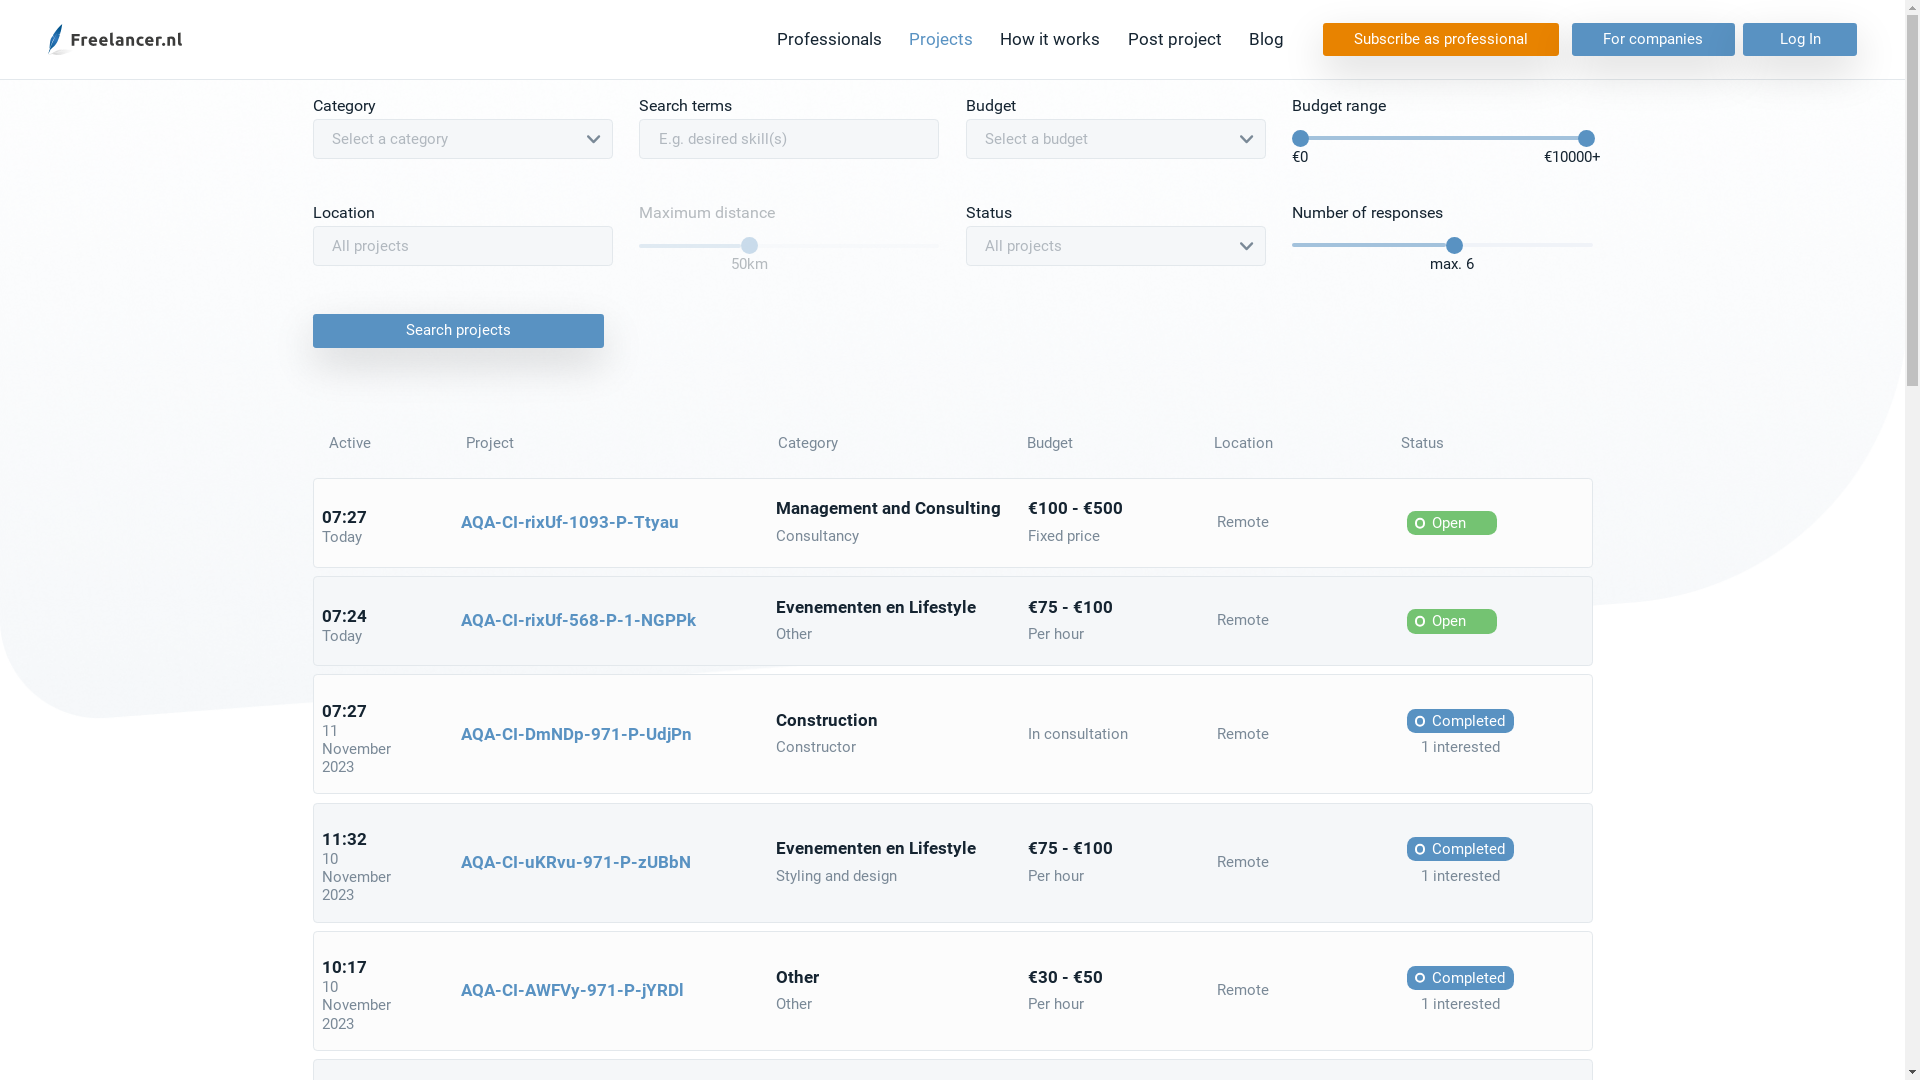 Freelancer.nl
Professionals
Projects
How it works
Post project
Blog
Subscribe as professional
For companies
Log In
Category
Search terms
Budget
Budget range
Select a category
E.g. desired skill(s)
Select a budget
€0
€10000+
Location
Maximum distance
Status
Number of responses
All projects
50km
All projects
max. 6
Search projects
Active
Project
Category
Budget
Location
Status
07:27
Today
AQA-CI-rixUf-1093-P-Ttyau
Management and Consulting
Consultancy
€100 - €500
Fixed price
Remote
Open
07:24
Today
AQA-CI-rixUf-568-P-1-NGPPk
Evenementen en Lifestyle
Other
€75 - €100
Per hour
Remote
Open
07:27
11
November
2023
AQA-CI-DmNDp-971-P-UdjPn
Construction
Constructor
In consultation
Remote
Completed
1 interested
11:32
10
November
2023
AQA-CI-uKRvu-971-P-zUBbN
Evenementen en Lifestyle
Styling and design
€75 - €100
Per hour
Remote
Completed
1 interested
10:17
10
November
2023
AQA-CI-AWFVy-971-P-jYRDl
Other
Other
€30 - €50
Per hour
Remote
Completed
1 interested